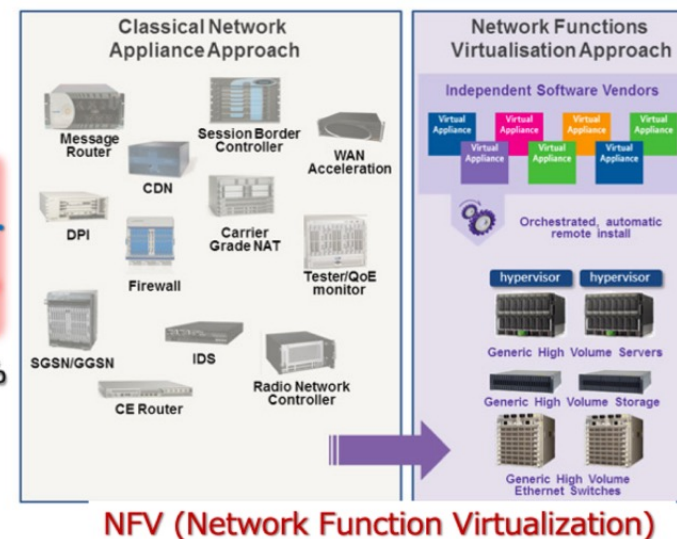 Classical Network
Appliance Approach
Message
Router
Session Border
Controller
WAN
Acceleration
CDN
DPI
Firewall
Carrier
Grade NAT
Tester/QoE
monitor
SGSN/GGSN
IDS
Radio Network
Controller
CE Router
Network Functions
Virtualisation Approach
Independent Software Vendors
Virtual
Appliance
Virtual
Appliance
Virtual
Appliance
Virtual
Appliance
Virtual
Appliance
Virtual
Appliance
Virtual
Appliance
Orchestrated, automatic
remote install
hypervisor
hypervisor
Generic High Volume Servers
Generic High Volume Storage
Generic High Volume
Ethernet Switches
NFV (Network Function Virtualization)